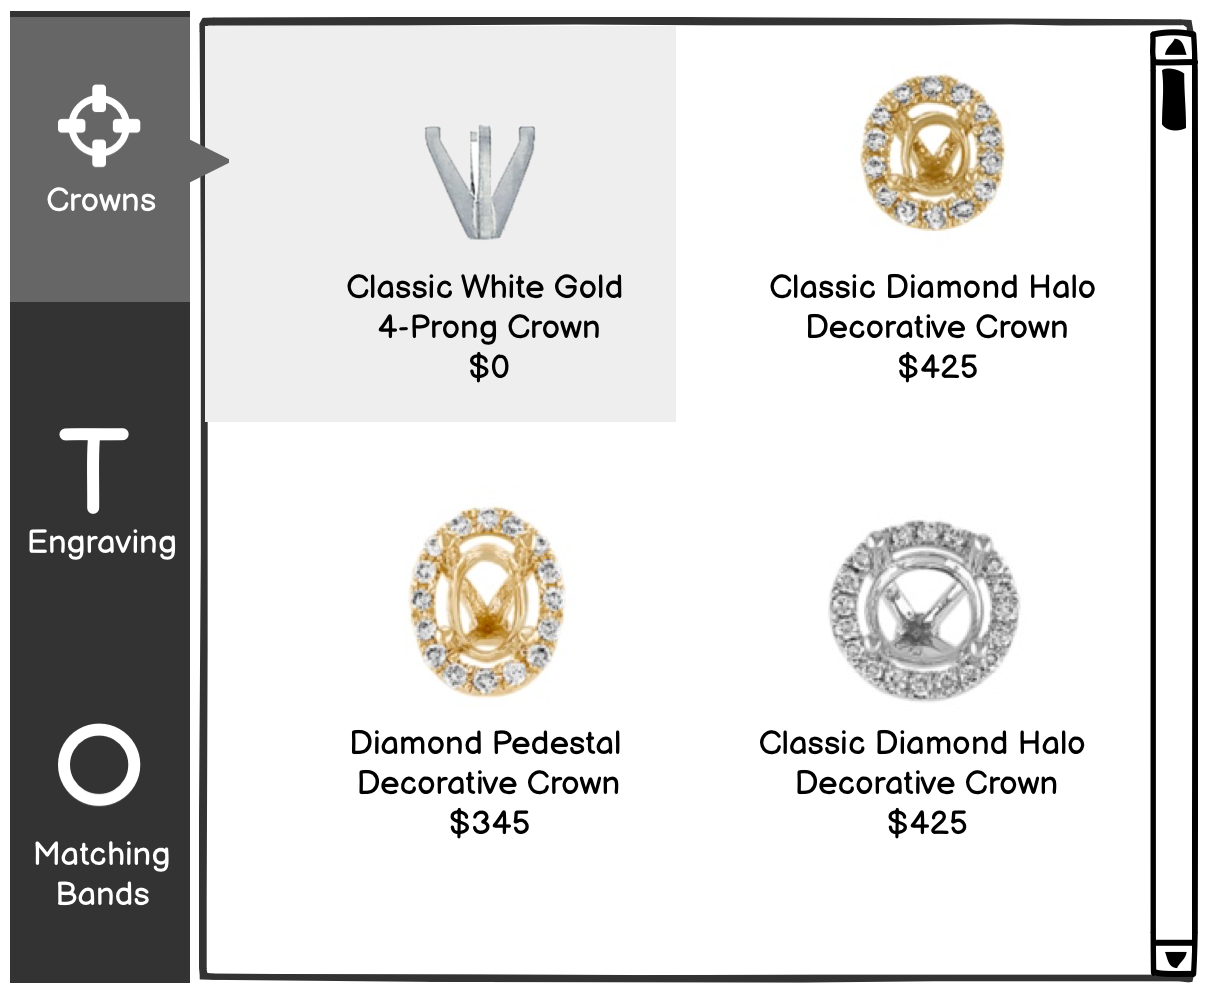 Crowns
Engraving
Matching
Bands
Classic White Gold
4-Prong Crown
$0
Classic Diamond Halo
Decorative Crown
$425
Diamond Pedestal
Decorative Crown
$345
Classic Diamond Halo
Decorative Crown
$425